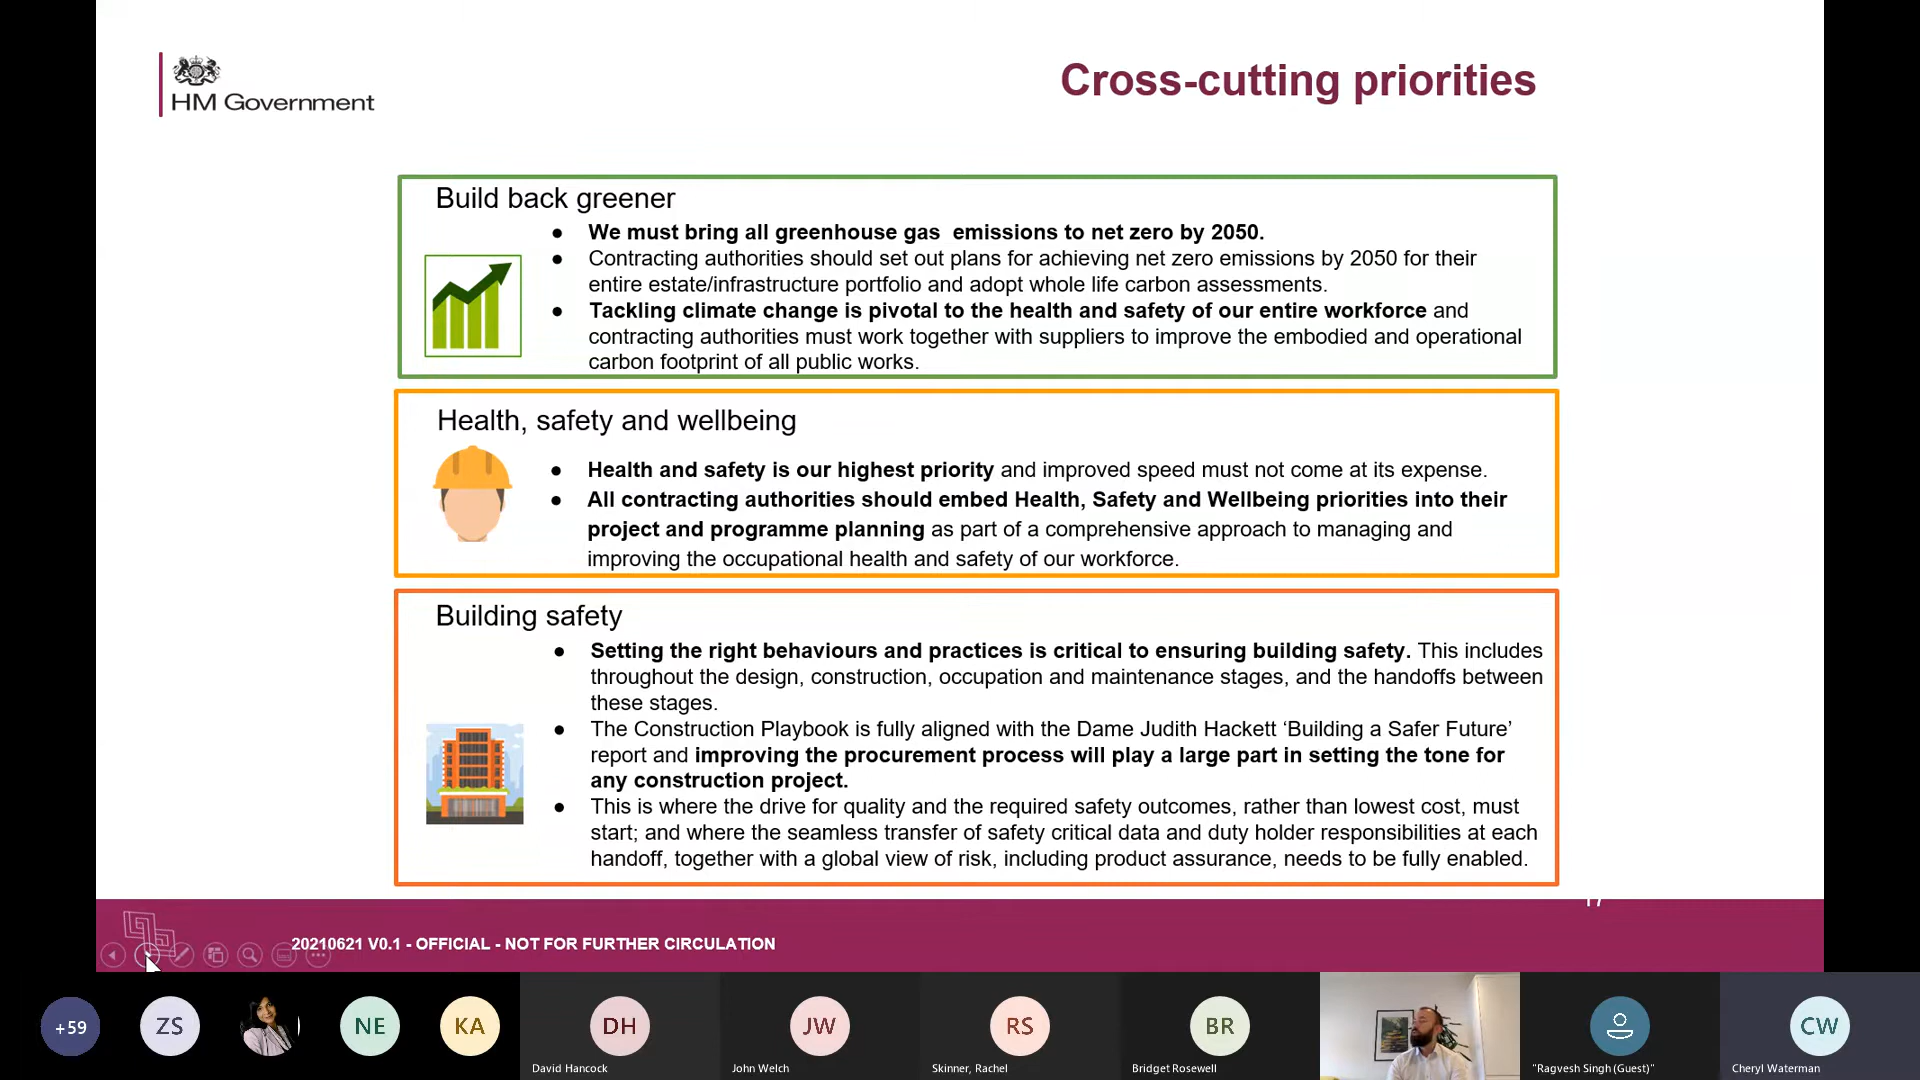 HM Government
Cross-cutting priorities
Build back greener
● We must bring all greenhouse gas  emissions to net zero by 2050.
● Contracting authorities should set out plans for achieving net zero emissions by 2050 for their
entire estate/infrastructure portfolio and adopt whole life carbon assessments.
● Tackling climate change is pivotal to the health and safety of our entire workforce and
contracting authorities must work together with suppliers to improve the embodied and operational
carbon footprint of all public works.
Health, safety and wellbeing
● Health and safety is our highest priority and improved speed must not come at its expense.
● All contracting authorities should embed Health, Safety and Wellbeing priorities into their
project and programme planning as part of a comprehensive approach to managing and
improving the occupational health and safety of our workforce.
Building safety
● Setting the right behaviours and practices is critical to ensuring building safety. This includes
throughout the design, construction, occupation and maintenance stages, and the handoffs between
these stages.
● The Construction Playbook is fully aligned with the Dame Judith Hackett ‘Building a Safer Future’
report and improving the procurement process will play a large part in setting the tone for
any construction project.
● This is where the drive for quality and the required safety outcomes, rather than lowest cost, must
start; and where the seamless transfer of safety critical data and duty holder responsibilities at each
handoff, together with a global view of risk, including product assurance, needs to be fully enabled.
20210621 V0.1 - OFFICIAL - NOT FOR FURTHER CIRCULATION
+59
ZS
NE
KA
DH
JW
RS
BR
CW
David Hancock
John Welch
Skinner, Rachel
Bridget Rosewell
"Ragvesh Singh (Guest)"
Cheryl Waterman